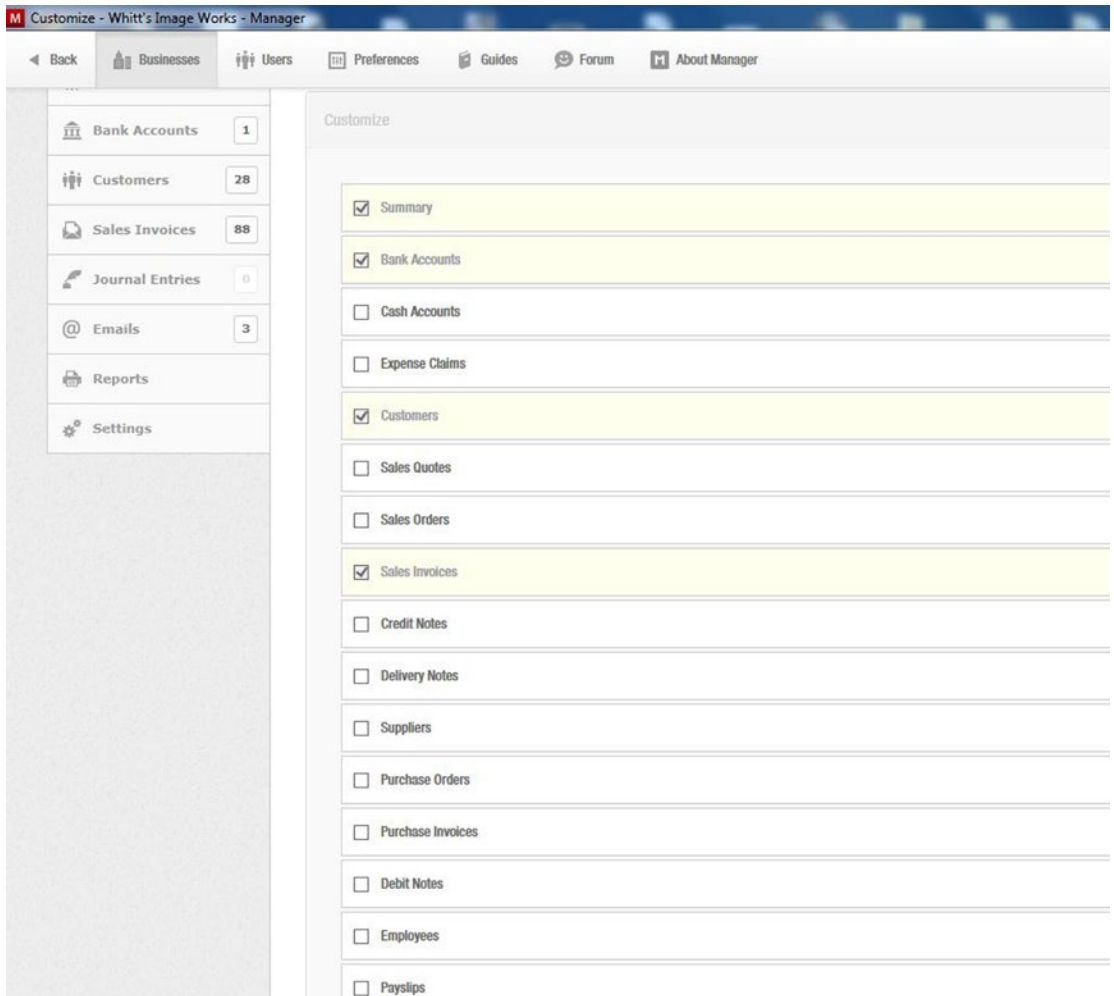 M Customize - Whitt's Image Works - Manager
Back Businesses Users Preferences Guides Forum About Manager
Bank Accounts 1
Customers 28
Sales Invoices 88
Journal Entries 0
Emails 3
Reports
Settings
Customize
Summary
Bank Accounts
Cash Accounts
Expense Claims
Customers
Sales Quotes
Sales Orders
Sales Invoices
Credit Notes
Delivery Notes
Suppliers
Purchase Orders
Purchase Invoices
Debit Notes
Employees
Payslips